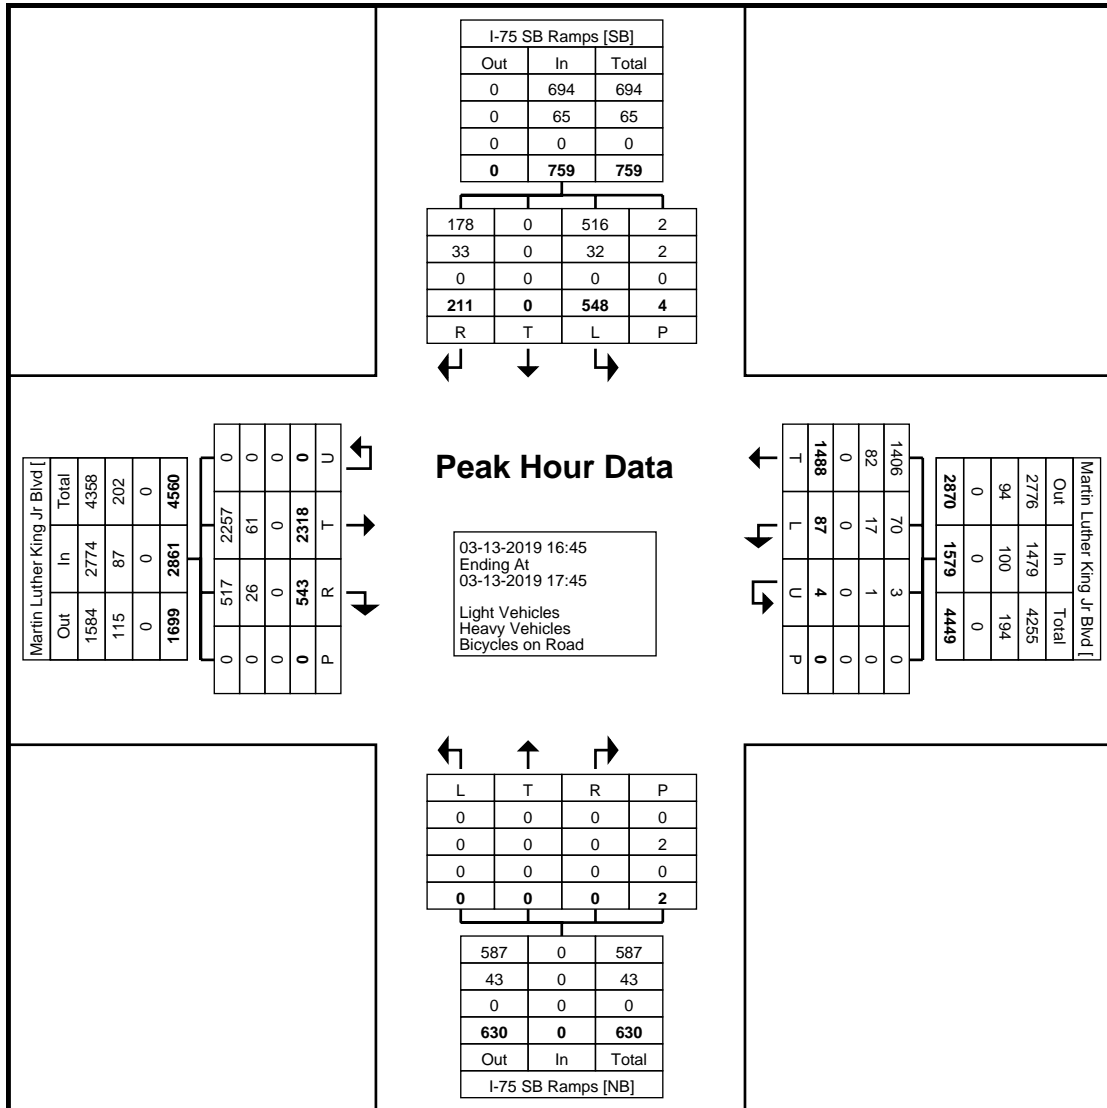 I-75 SB Ramps [SB]
Out In Total
0 694 694
0 65 65
0 0 0
0 759 759
178 0 516 2
33 0 32 2
0 0 0 0
211 0 548 4
R T L P
Martin Luther King Jr Blvd [
Total In Out
4358 2774 1584
202 87 115
0 0 0
4560 2861 1699
0 2257 517 0
0 61 26 0
0 0 0 0
0 2318 543 0
U T R P
Peak Hour Data
03-13-2019 16:45
Ending At
03-13-2019 17:45
Light Vehicles
Heavy Vehicles
Bicycles on Road
T L U P
1488 87 4 0
0 0 0 0
82 17 1 0
1406 70 3 0
Martin Luther King Jr Blvd [
Out In Total
2776 1479 4255
94 100 194
0 0 0
2870 1579 4449
L T R P
0 0 0 0
0 0 0 2
0 0 0 0
0 0 0 2
587 0 587
43 0 43
0 0 0
630 0 630
Out In Total
I-75 SB Ramps [NB]